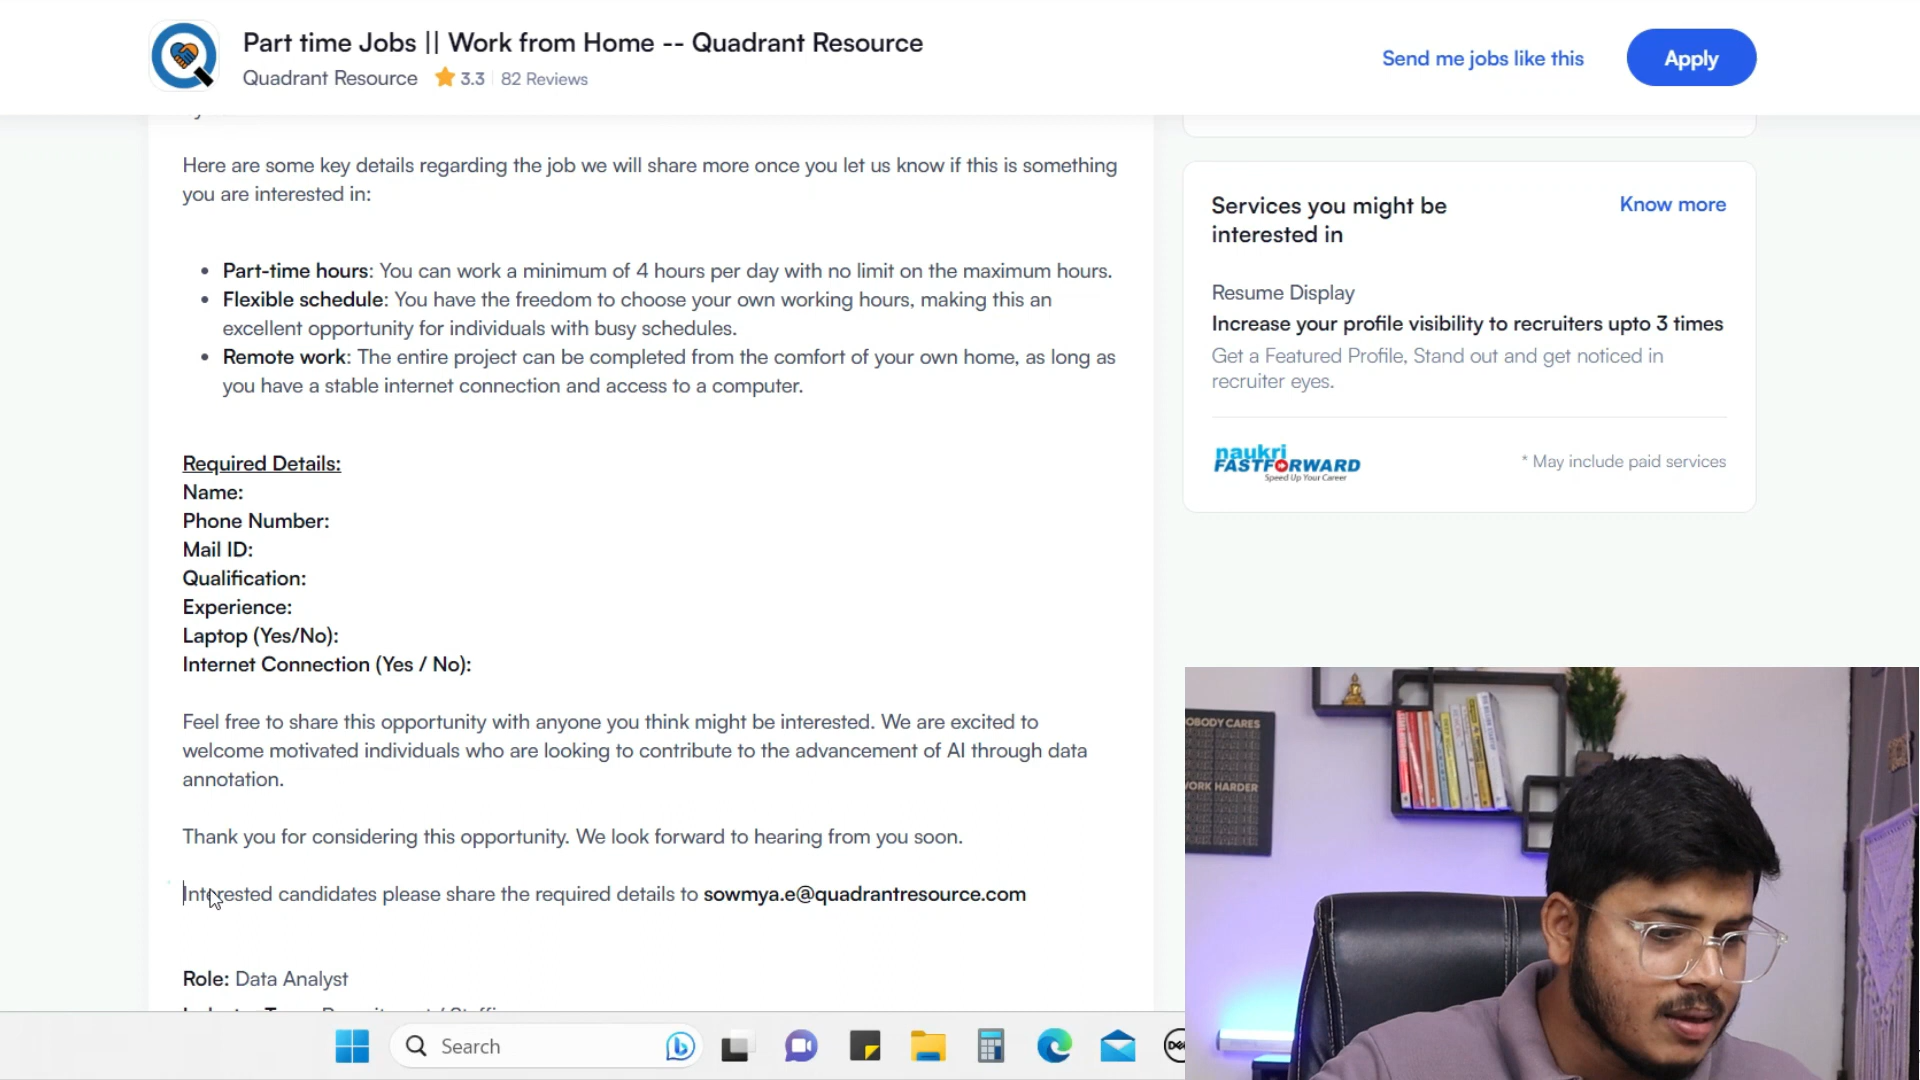 Part time Jobs || Work from Home -- Quadrant Resource
Quadrant Resource 3.3 82 Reviews
Send me jobs like this
Apply
Here are some key details regarding the job we will share more once you let us know if this is something
you are interested in:
• Part-time hours: You can work a minimum of 4 hours per day with no limit on the maximum hours.
• Flexible schedule: You have the freedom to choose your own working hours, making this an
excellent opportunity for individuals with busy schedules.
• Remote work: The entire project can be completed from the comfort of your own home, as long as
you have a stable internet connection and access to a computer.
Required Details:
Name:
Phone Number:
Mail ID:
Qualification:
Experience:
Laptop (Yes/No):
Internet Connection (Yes / No):
Feel free to share this opportunity with anyone you think might be interested. We are excited to
welcome motivated individuals who are looking to contribute to the advancement of AI through data
annotation.
Thank you for considering this opportunity. We look forward to hearing from you soon.
Interested candidates please share the required details to sowmya.e@quadrantresource.com
Role: Data Analyst
Services you might be
interested in
Know more
Resume Display
Increase your profile visibility to recruiters upto 3 times
Get a Featured Profile, Stand out and get noticed in
recruiter eyes.
naukri
FASTFORWARD
Speed Up Your Career
* May include paid services
OBODY CARES
WORK HARDER
Search